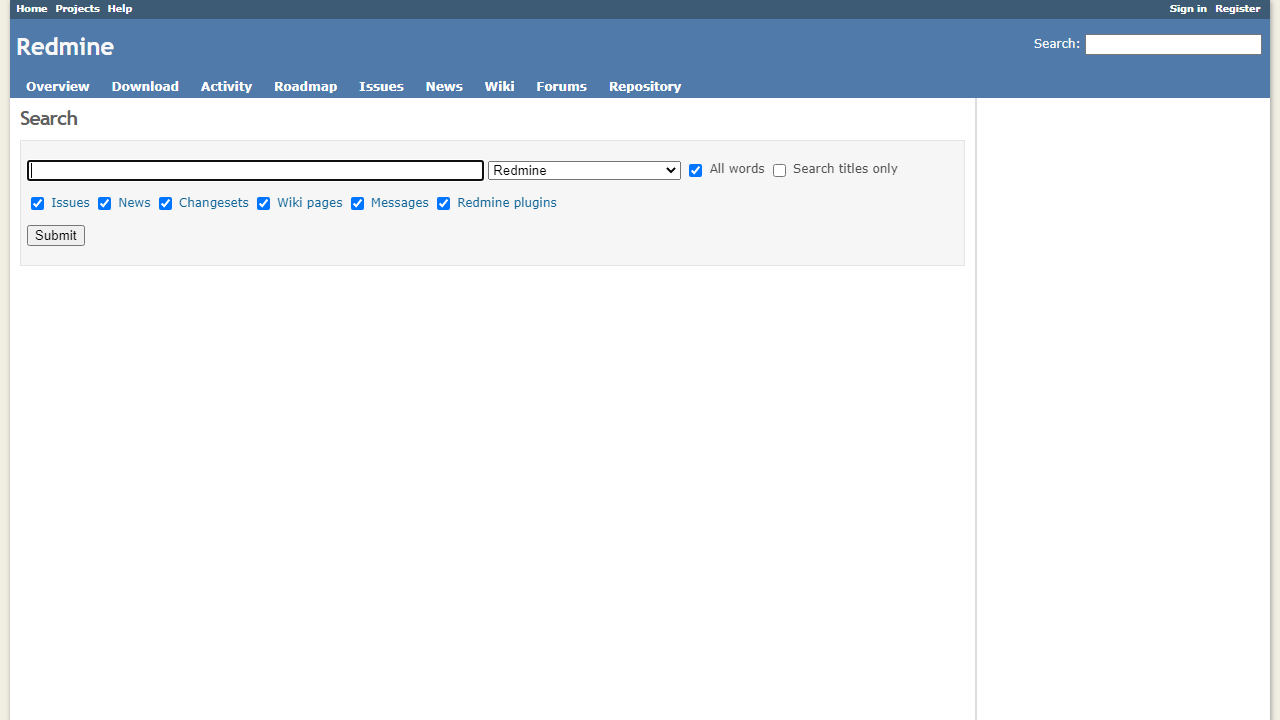 Home Projects Help Sign in Register
Redmine Search:
Overview Download Activity Roadmap Issues News Wiki Forums Repository
Search
Redmine All words Search titles only
Issues News Changesets Wiki pages Messages Redmine plugins
Submit